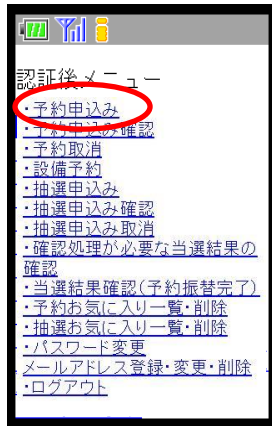 認証後メニュー
・予約申込み
・予約申込み確認
・予約取消
・設備予約
・抽選申込み
・抽選申込み確認
・抽選申込み取消
・確認処理が必要な当選結果の
確認
・当選結果確認(予約振替完了)
・予約お気に入り一覧・削除
・抽選お気に入り一覧・削除
・パスワード変更
メールアドレス登録・変更・削除
・ログアウト